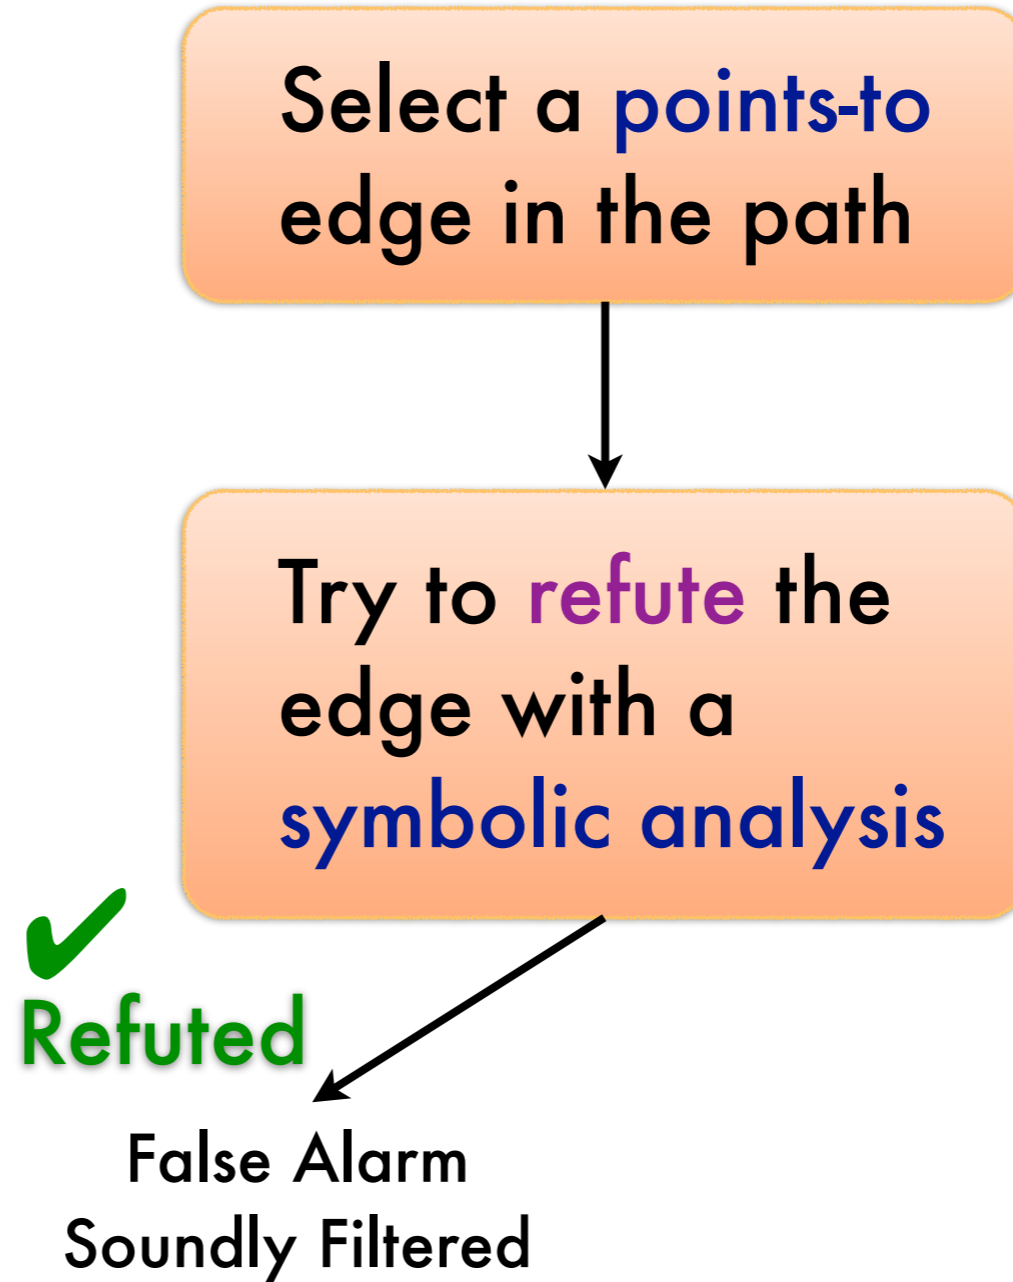 Select a points-to
edge in the path
Try to refute the
edge with a
symbolic analysis
Refuted
False Alarm
Soundly Filtered